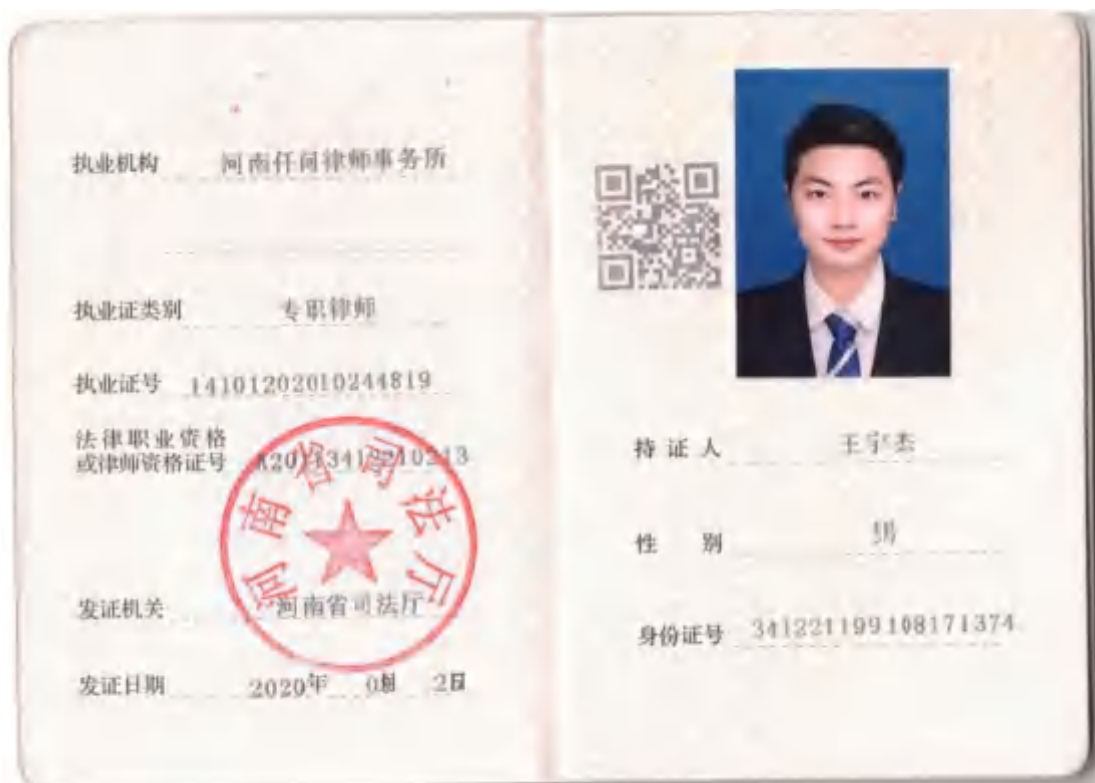 执业机构 河南仟问律师事务所
执业证类别 专职律师
执业证号 14101202010244819
法律职业资格
或律师资格证号
河南省司法厅
发证机关 河南省司法厅
发证日期 2020年 月 2日
持证人 王宇杰
性别 男
身份证号 341221199108171374